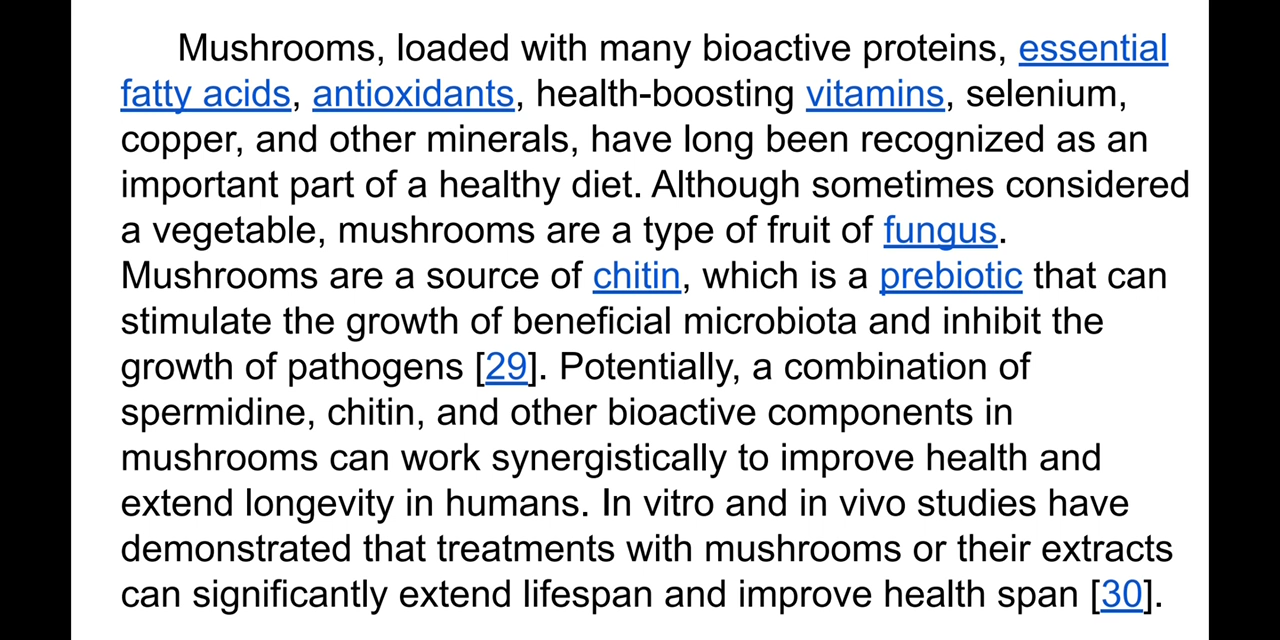 Mushrooms, loaded with many bioactive proteins, essential
fatty acids, antioxidants, health-boosting vitamins, selenium,
copper, and other minerals, have long been recognized as an
important part of a healthy diet. Although sometimes considered
a vegetable, mushrooms are a type of fruit of fungus.
Mushrooms are a source of chitin, which is a prebiotic that can
stimulate the growth of beneficial microbiota and inhibit the
growth of pathogens [29]. Potentially, a combination of
spermidine, chitin, and other bioactive components in
mushrooms can work synergistically to improve health and
extend longevity in humans. In vitro and in vivo studies have
demonstrated that treatments with mushrooms or their extracts
can significantly extend lifespan and improve health span [30].